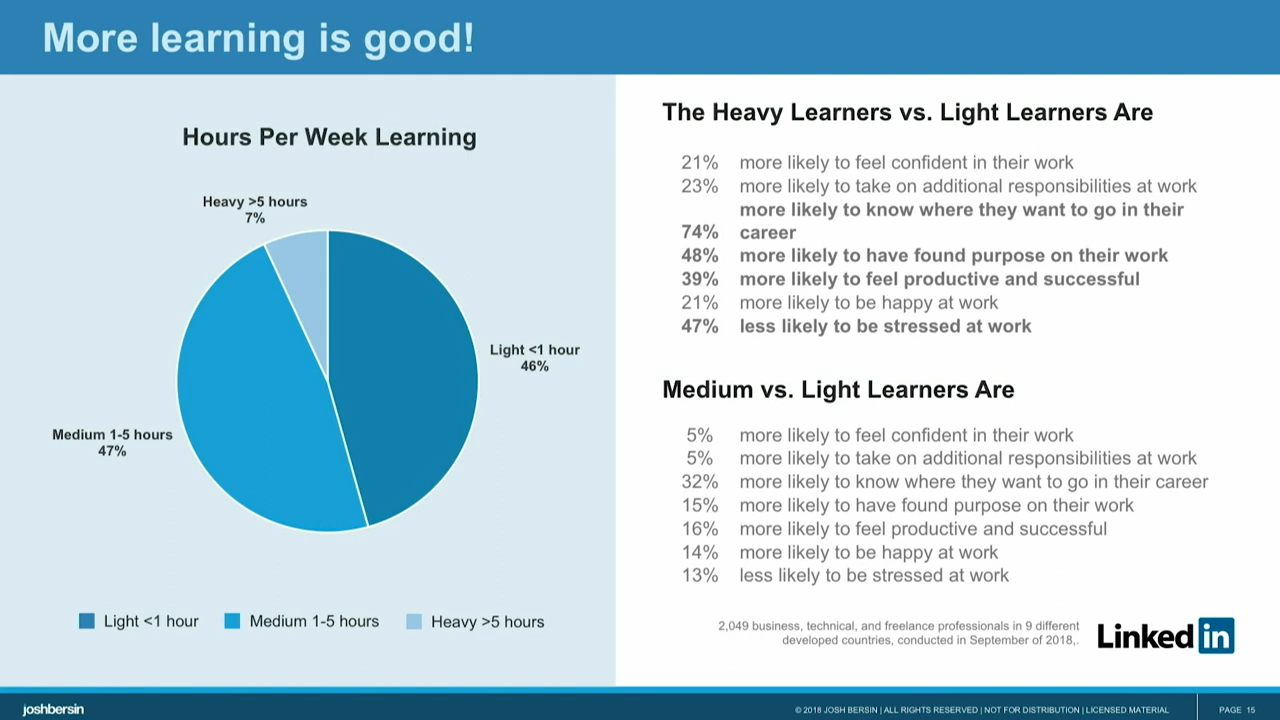 More learning is good!
Hours Per Week Learning
Heavy >5 hours
7%
Light <1 hour
46%
Medium 1-5 hours
47%
Light <1 hour
Medium 1-5 hours
Heavy >5 hours
The Heavy Learners vs. Light Learners Are
21% more likely to feel confident in their work
23% more likely to take on additional responsibilities at work
more likely to know where they want to go in their
74% career
48% more likely to have found purpose on their work
39% more likely to feel productive and successful
21% more likely to be happy at work
47% less likely to be stressed at work
Medium vs. Light Learners Are
5% more likely to feel confident in their work
5% more likely to take on additional responsibilities at work
32% more likely to know where they want to go in their career
15% more likely to have found purpose on their work
16% more likely to feel productive and successful
14% more likely to be happy at work
13% less likely to be stressed at work
2,049 business, technical, and freelance professionals in 9 different
developed countries, conducted in September of 2018,.
Linked in
joshbersin
© 2018 JOSH BERSIN | ALL RIGHTS RESERVED | NOT FOR DISTRIBUTION | LICENSED MATERIAL
PAGE 15